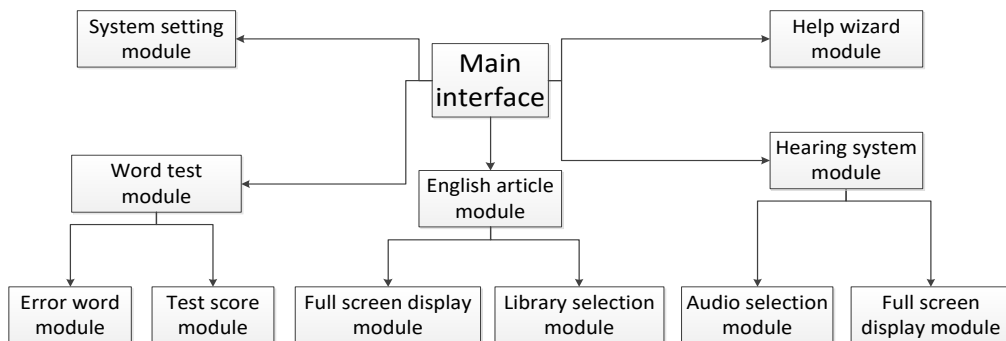 System setting
module
Main
interface
Help wizard
module
Word test
module
English article
module
Hearing system
module
Error word
module
Test score
module
Full screen display
module
Library selection
module
Audio selection
module
Full screen
display module